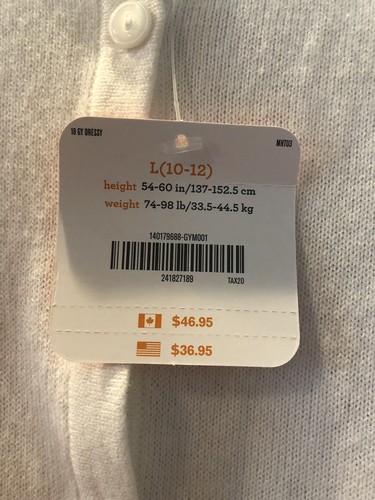 18 GY DRESSY
MHT03
L(10-12)
height 54-60 in/137-152.5 cm
weight 74-98 lb/33.5-44.5 kg
140179688-GYM001
241827189 TAX20
$46.95
$36.95